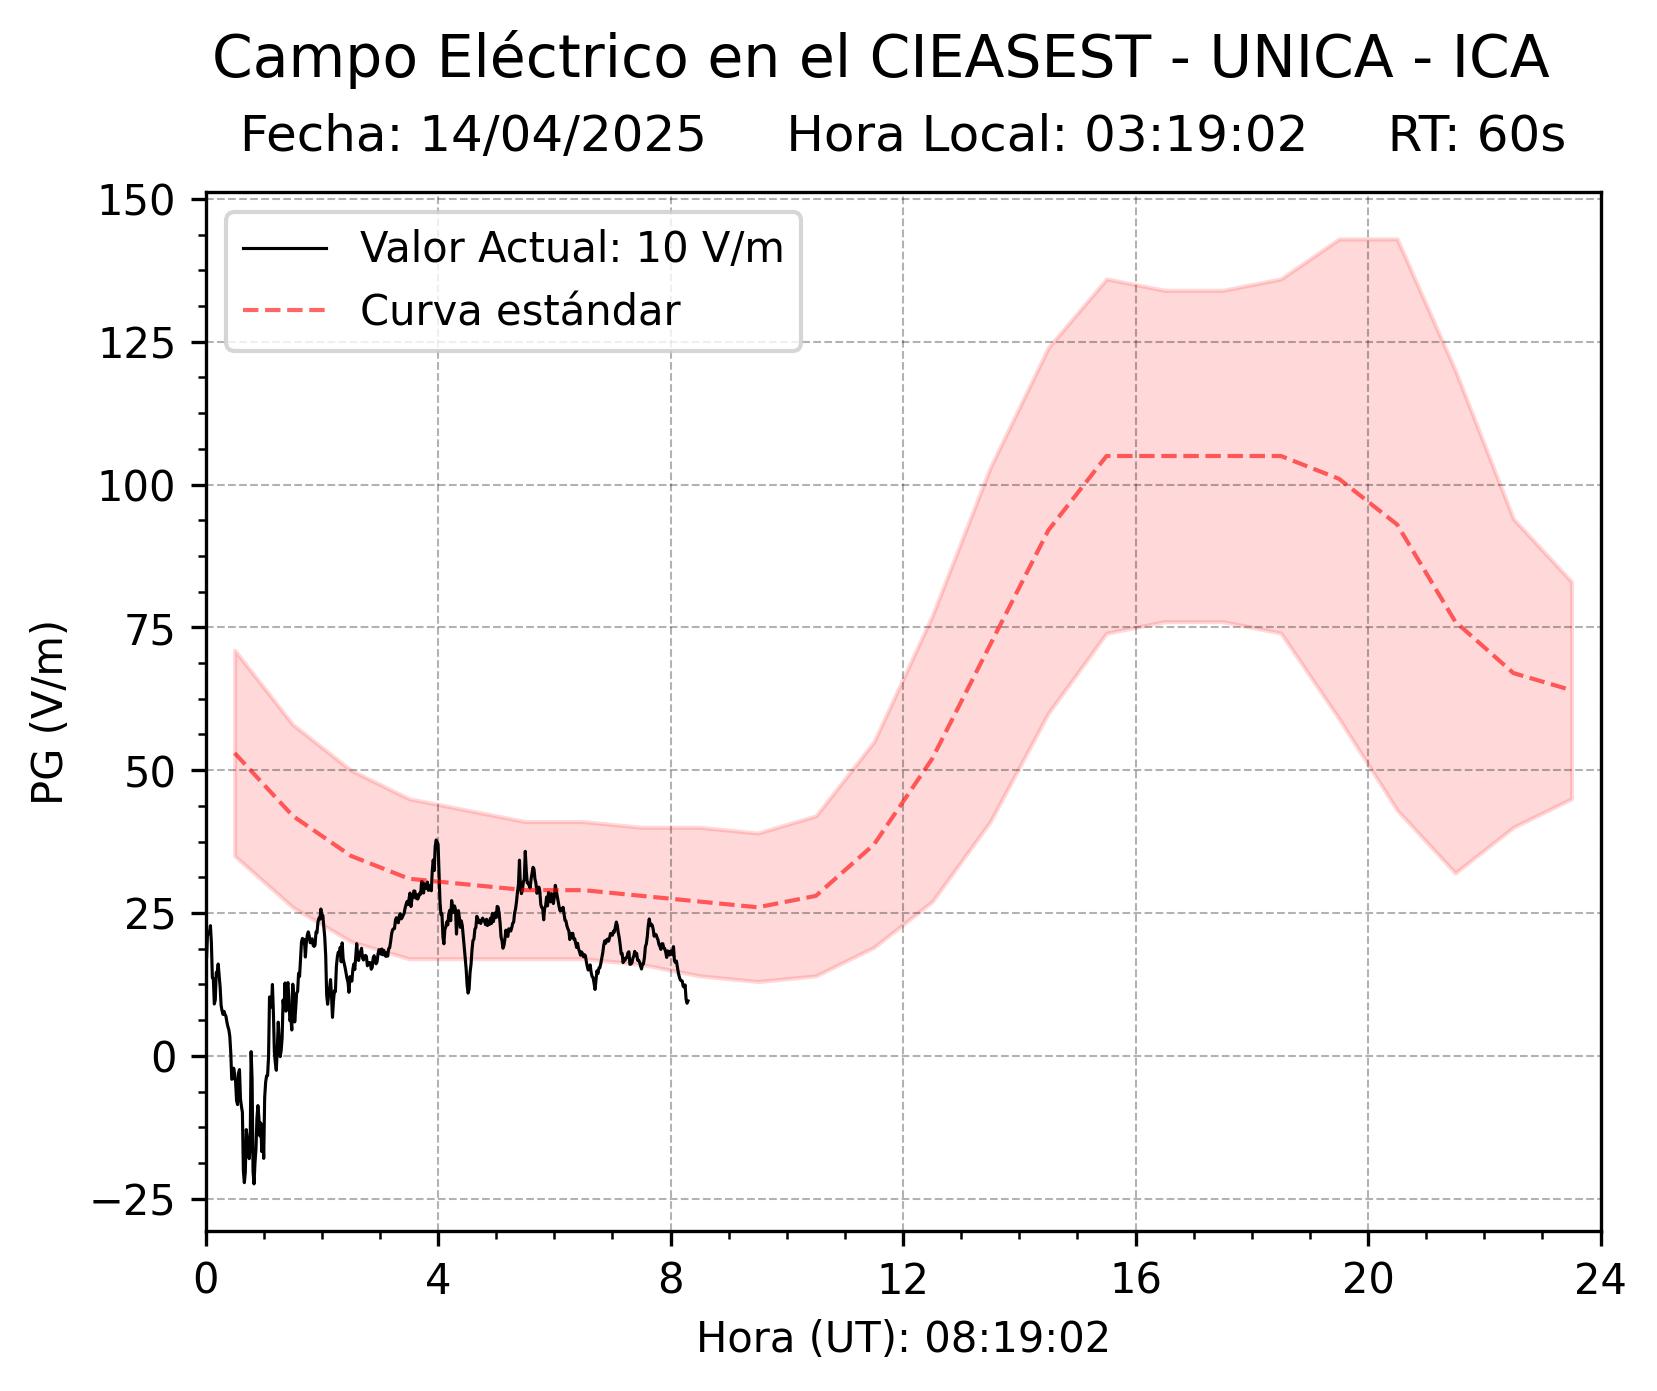 Campo Eléctrico en el CIEASEST - UNICA - ICA
Fecha: 14/04/2025 Hora Local: 03:19:02 RT: 60s
150
Valor Actual: 10 V/m
Curva estándar
125
100
75
50
25
0
−25
PG (V/m)
0 4 8 12 16 20 24
Hora (UT): 08:19:02